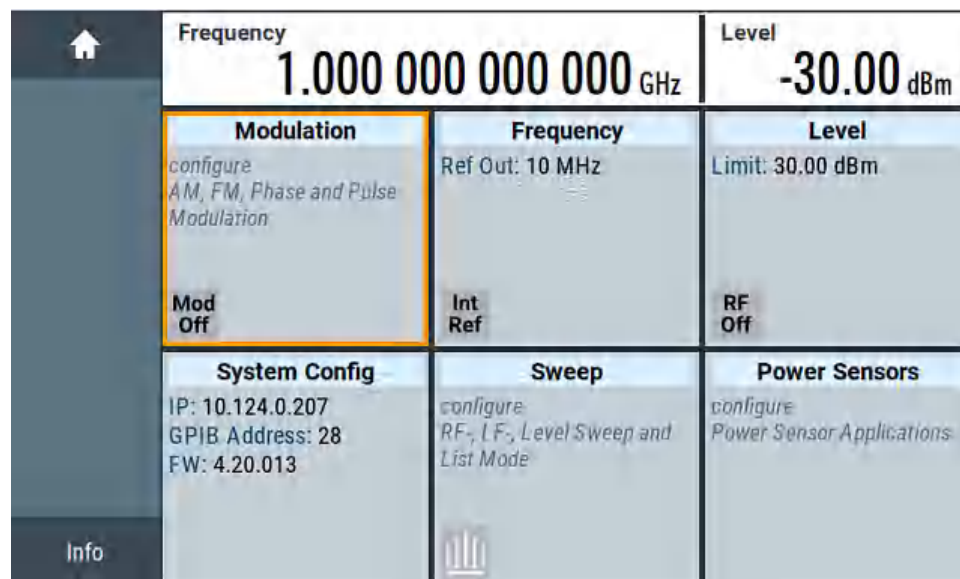 Frequency
1.000 000 000 000 GHz
Level
-30.00 dBm
Modulation
configure
AM, FM, Phase and Pulse
Modulation
Mod
Off
Frequency
Ref Out: 10 MHz
Int
Ref
Level
Limit: 30.00 dBm
RF
Off
System Config
IP: 10.124.0.207
GPIB Address: 28
FW: 4.20.013
Sweep
configure
RF-, LF-, Level Sweep and
List Mode
Power Sensors
configure
Power Sensor Applications
Info